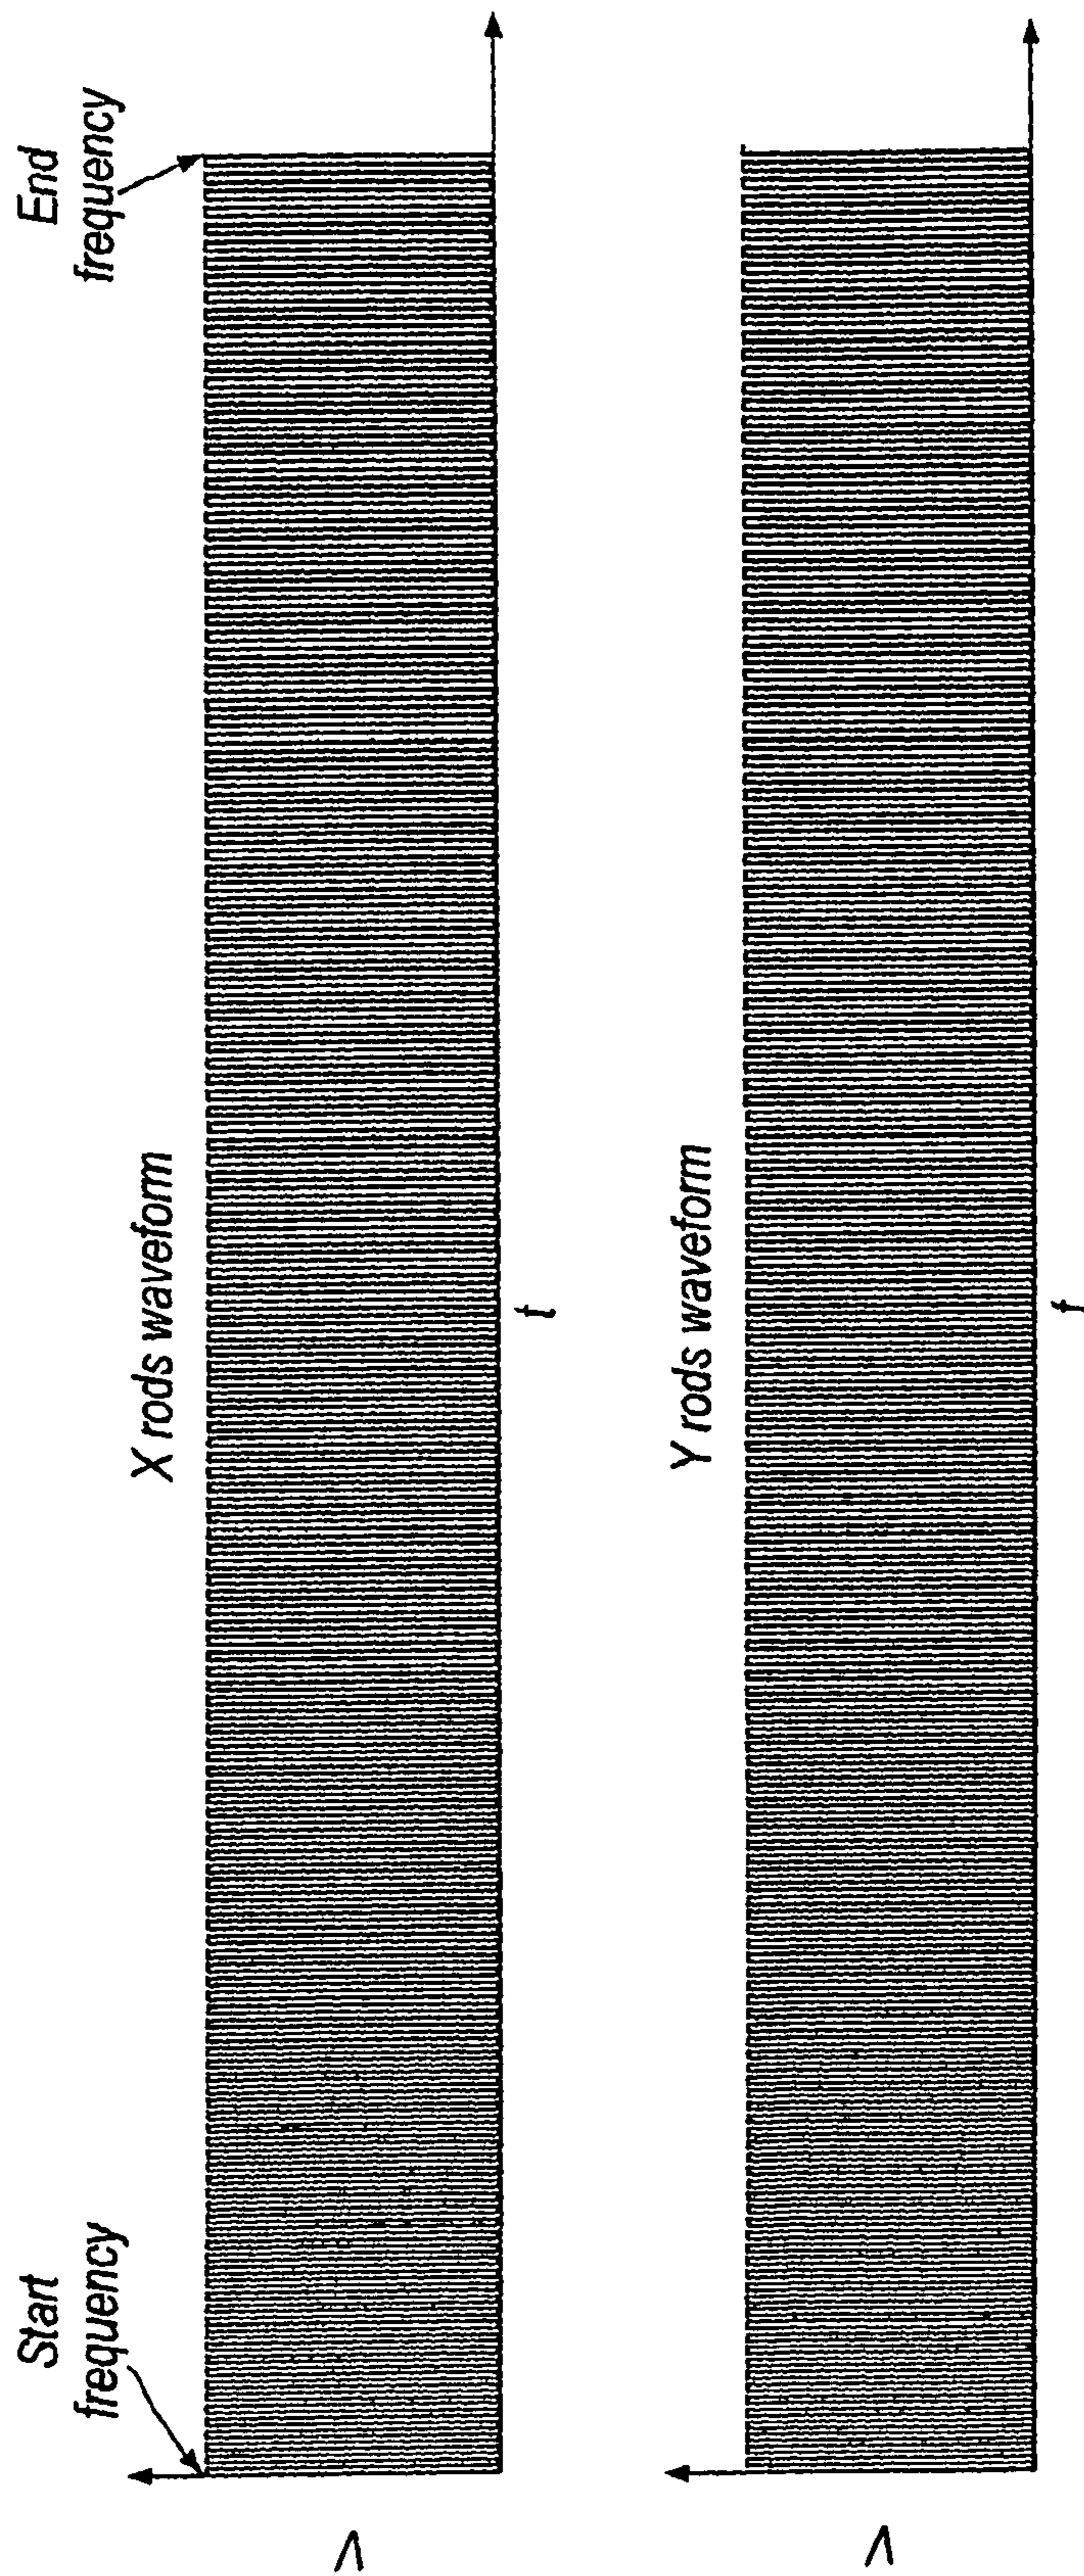 Start
frequency
X rods waveform
End
frequency
V
t
Y rods waveform
V
t